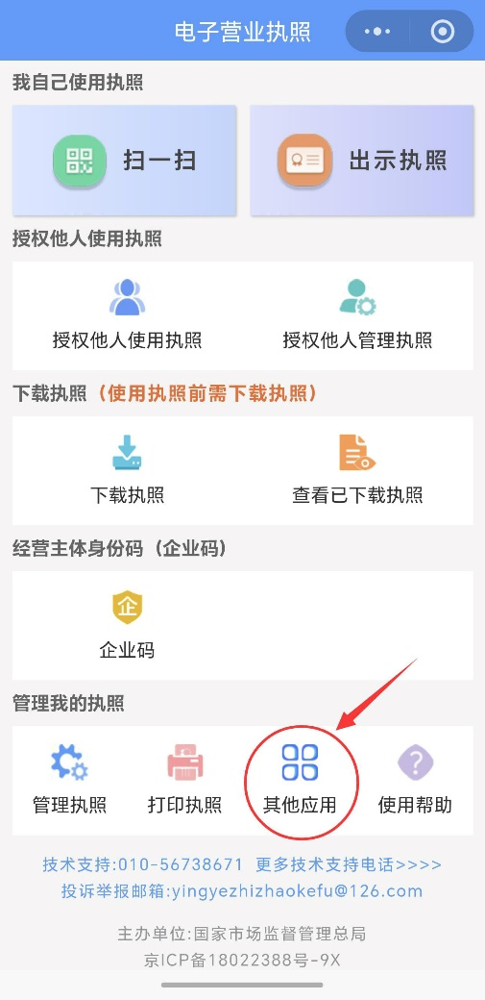 电子营业执照
我自己使用执照
扫一扫 出示执照
授权他人使用执照
授权他人使用执照 授权他人管理执照
下载执照（使用执照前需下载执照）
下载执照 查看已下载执照
经营主体身份码（企业码）
企
企业码
管理我的执照
?
管理执照 打印执照 其他应用 使用帮助
技术支持:010-56738671 更多技术支持电话>>>>
投诉举报邮箱:yingyezhizhaokefu@126.com
主办单位:国家市场监督管理总局
京ICP备18022388号-9X